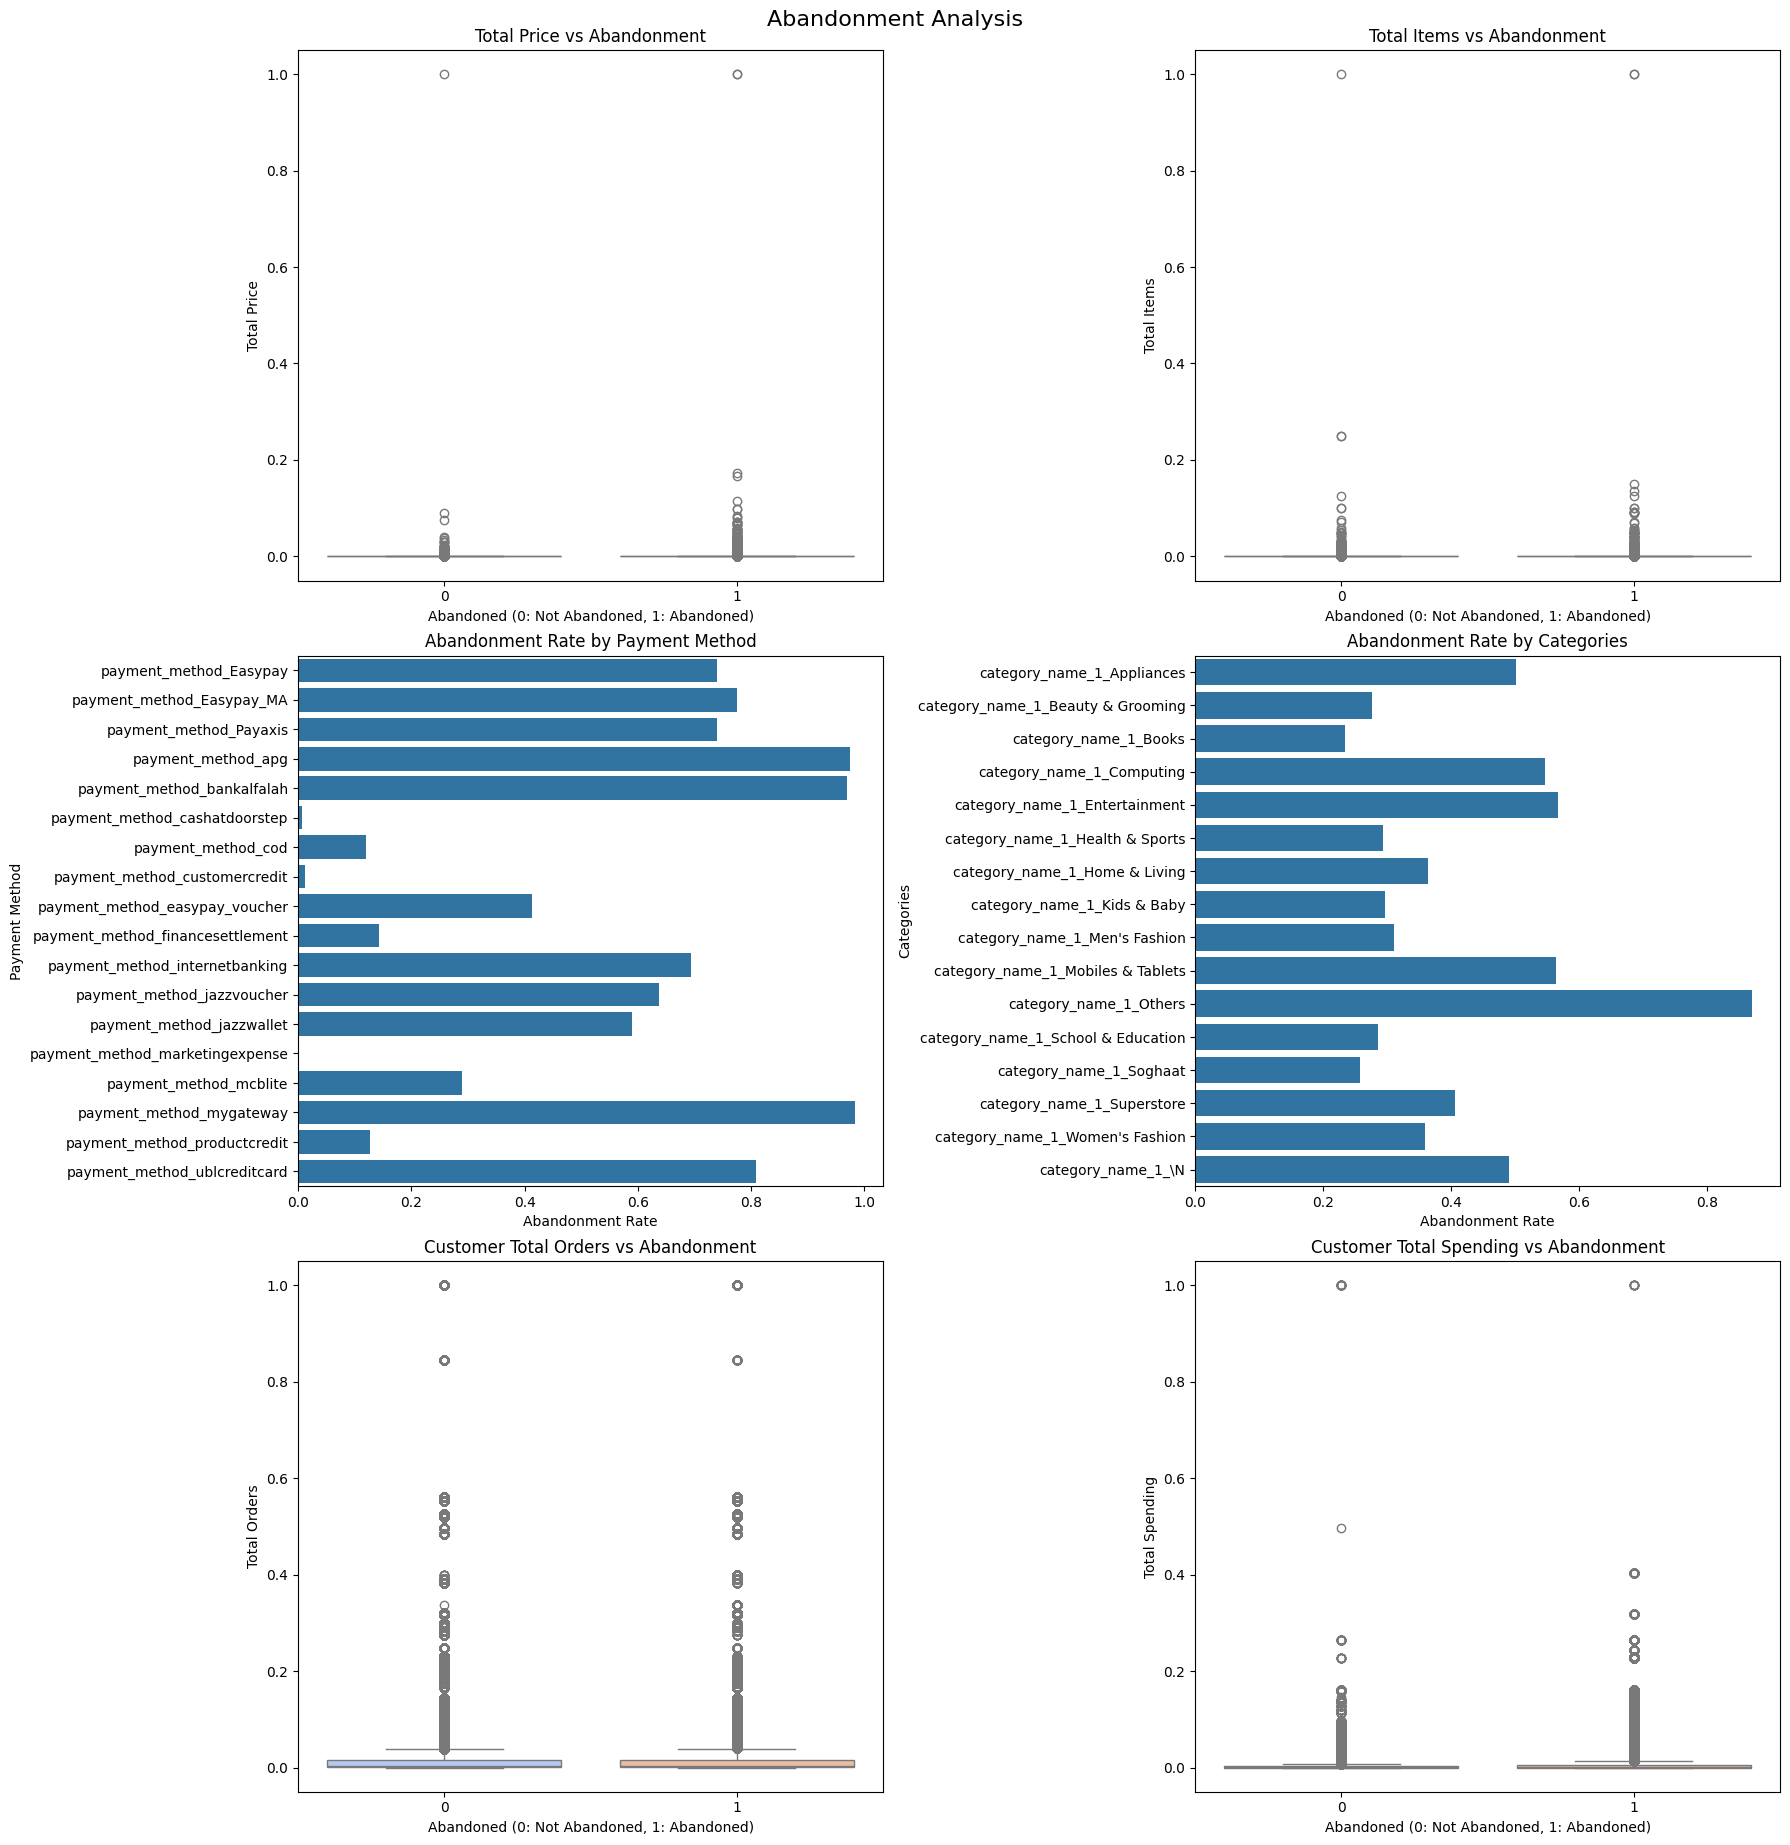 Abandonment Analysis
Total Price vs Abandonment
1.0
0.8
0.6
0.4
0.2
0.0
Total Price
0
1
Abandoned (0: Not Abandoned, 1: Abandoned)
Total Items vs Abandonment
1.0
0.8
0.6
0.4
0.2
0.0
Total Items
0
1
Abandoned (0: Not Abandoned, 1: Abandoned)
Abandonment Rate by Payment Method
payment_method_Easypay
payment_method_Easypay_MA
payment_method_Payaxis
payment_method_apg
payment_method_bankalfalah
payment_method_cashatdoorstep
payment_method_cod
payment_method_customercredit
payment_method_easypay_voucher
payment_method_financesettlement
payment_method_internetbanking
payment_method_jazzvoucher
payment_method_jazzwallet
payment_method_marketingexpense
payment_method_mcblite
payment_method_mygateway
payment_method_productcredit
payment_method_ublcreditcard
Payment Method
0.0
0.2
0.4
0.6
0.8
1.0
Abandonment Rate
Abandonment Rate by Categories
category_name_1_Appliances
category_name_1_Beauty & Grooming
category_name_1_Books
category_name_1_Computing
category_name_1_Entertainment
category_name_1_Health & Sports
category_name_1_Home & Living
category_name_1_Kids & Baby
category_name_1_Men's Fashion
category_name_1_Mobiles & Tablets
category_name_1_Others
category_name_1_School & Education
category_name_1_Soghaat
category_name_1_Superstore
category_name_1_Women's Fashion
category_name_1_\N
Categories
0.0
0.2
0.4
0.6
0.8
Abandonment Rate
Customer Total Orders vs Abandonment
1.0
0.8
0.6
0.4
0.2
0.0
Total Orders
0
1
Abandoned (0: Not Abandoned, 1: Abandoned)
Customer Total Spending vs Abandonment
1.0
0.8
0.6
0.4
0.2
0.0
Total Spending
0
1
Abandoned (0: Not Abandoned, 1: Abandoned)